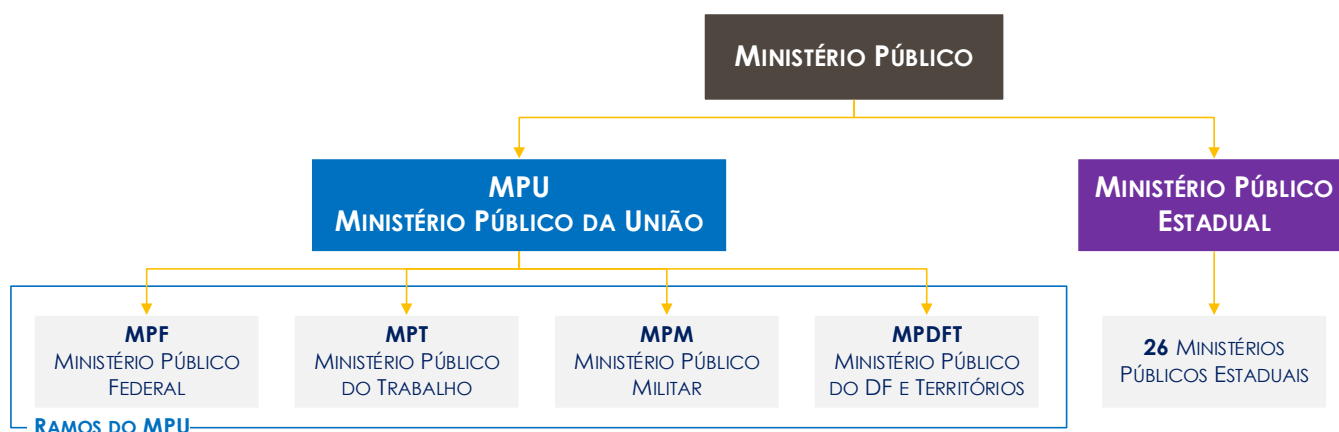 MINISTÉRIO PÚBLICO
MPU
MINISTÉRIO PÚBLICO DA UNIÃO
MINISTÉRIO PÚBLICO
ESTADUAL
MPF
MINISTÉRIO PÚBLICO
FEDERAL
MPT
MINISTÉRIO PÚBLICO
DO TRABALHO
MPM
MINISTÉRIO PÚBLICO
MILITAR
MPDFT
MINISTÉRIO PÚBLICO
DO DF E TERRITÓRIOS
26 MINISTÉRIOS
PÚBLICOS ESTADUAIS
RAMOS DO MPU